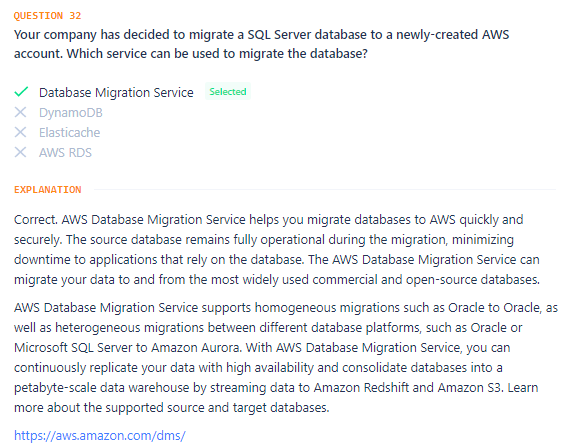 QUESTION 32
Your company has decided to migrate a SQL Server database to a newly-created AWS
account. Which service can be used to migrate the database?
Database Migration Service Selected
DynamoDB
Elasticache
AWS RDS
EXPLANATION
Correct. AWS Database Migration Service helps you migrate databases to AWS quickly and
securely. The source database remains fully operational during the migration, minimizing
downtime to applications that rely on the database. The AWS Database Migration Service can
migrate your data to and from the most widely used commercial and open-source databases.
AWS Database Migration Service supports homogeneous migrations such as Oracle to Oracle, as
well as heterogeneous migrations between different database platforms, such as Oracle or
Microsoft SQL Server to Amazon Aurora. With AWS Database Migration Service, you can
continuously replicate your data with high availability and consolidate databases into a
petabyte-scale data warehouse by streaming data to Amazon Redshift and Amazon S3. Learn
more about the supported source and target databases.
https://aws.amazon.com/dms/